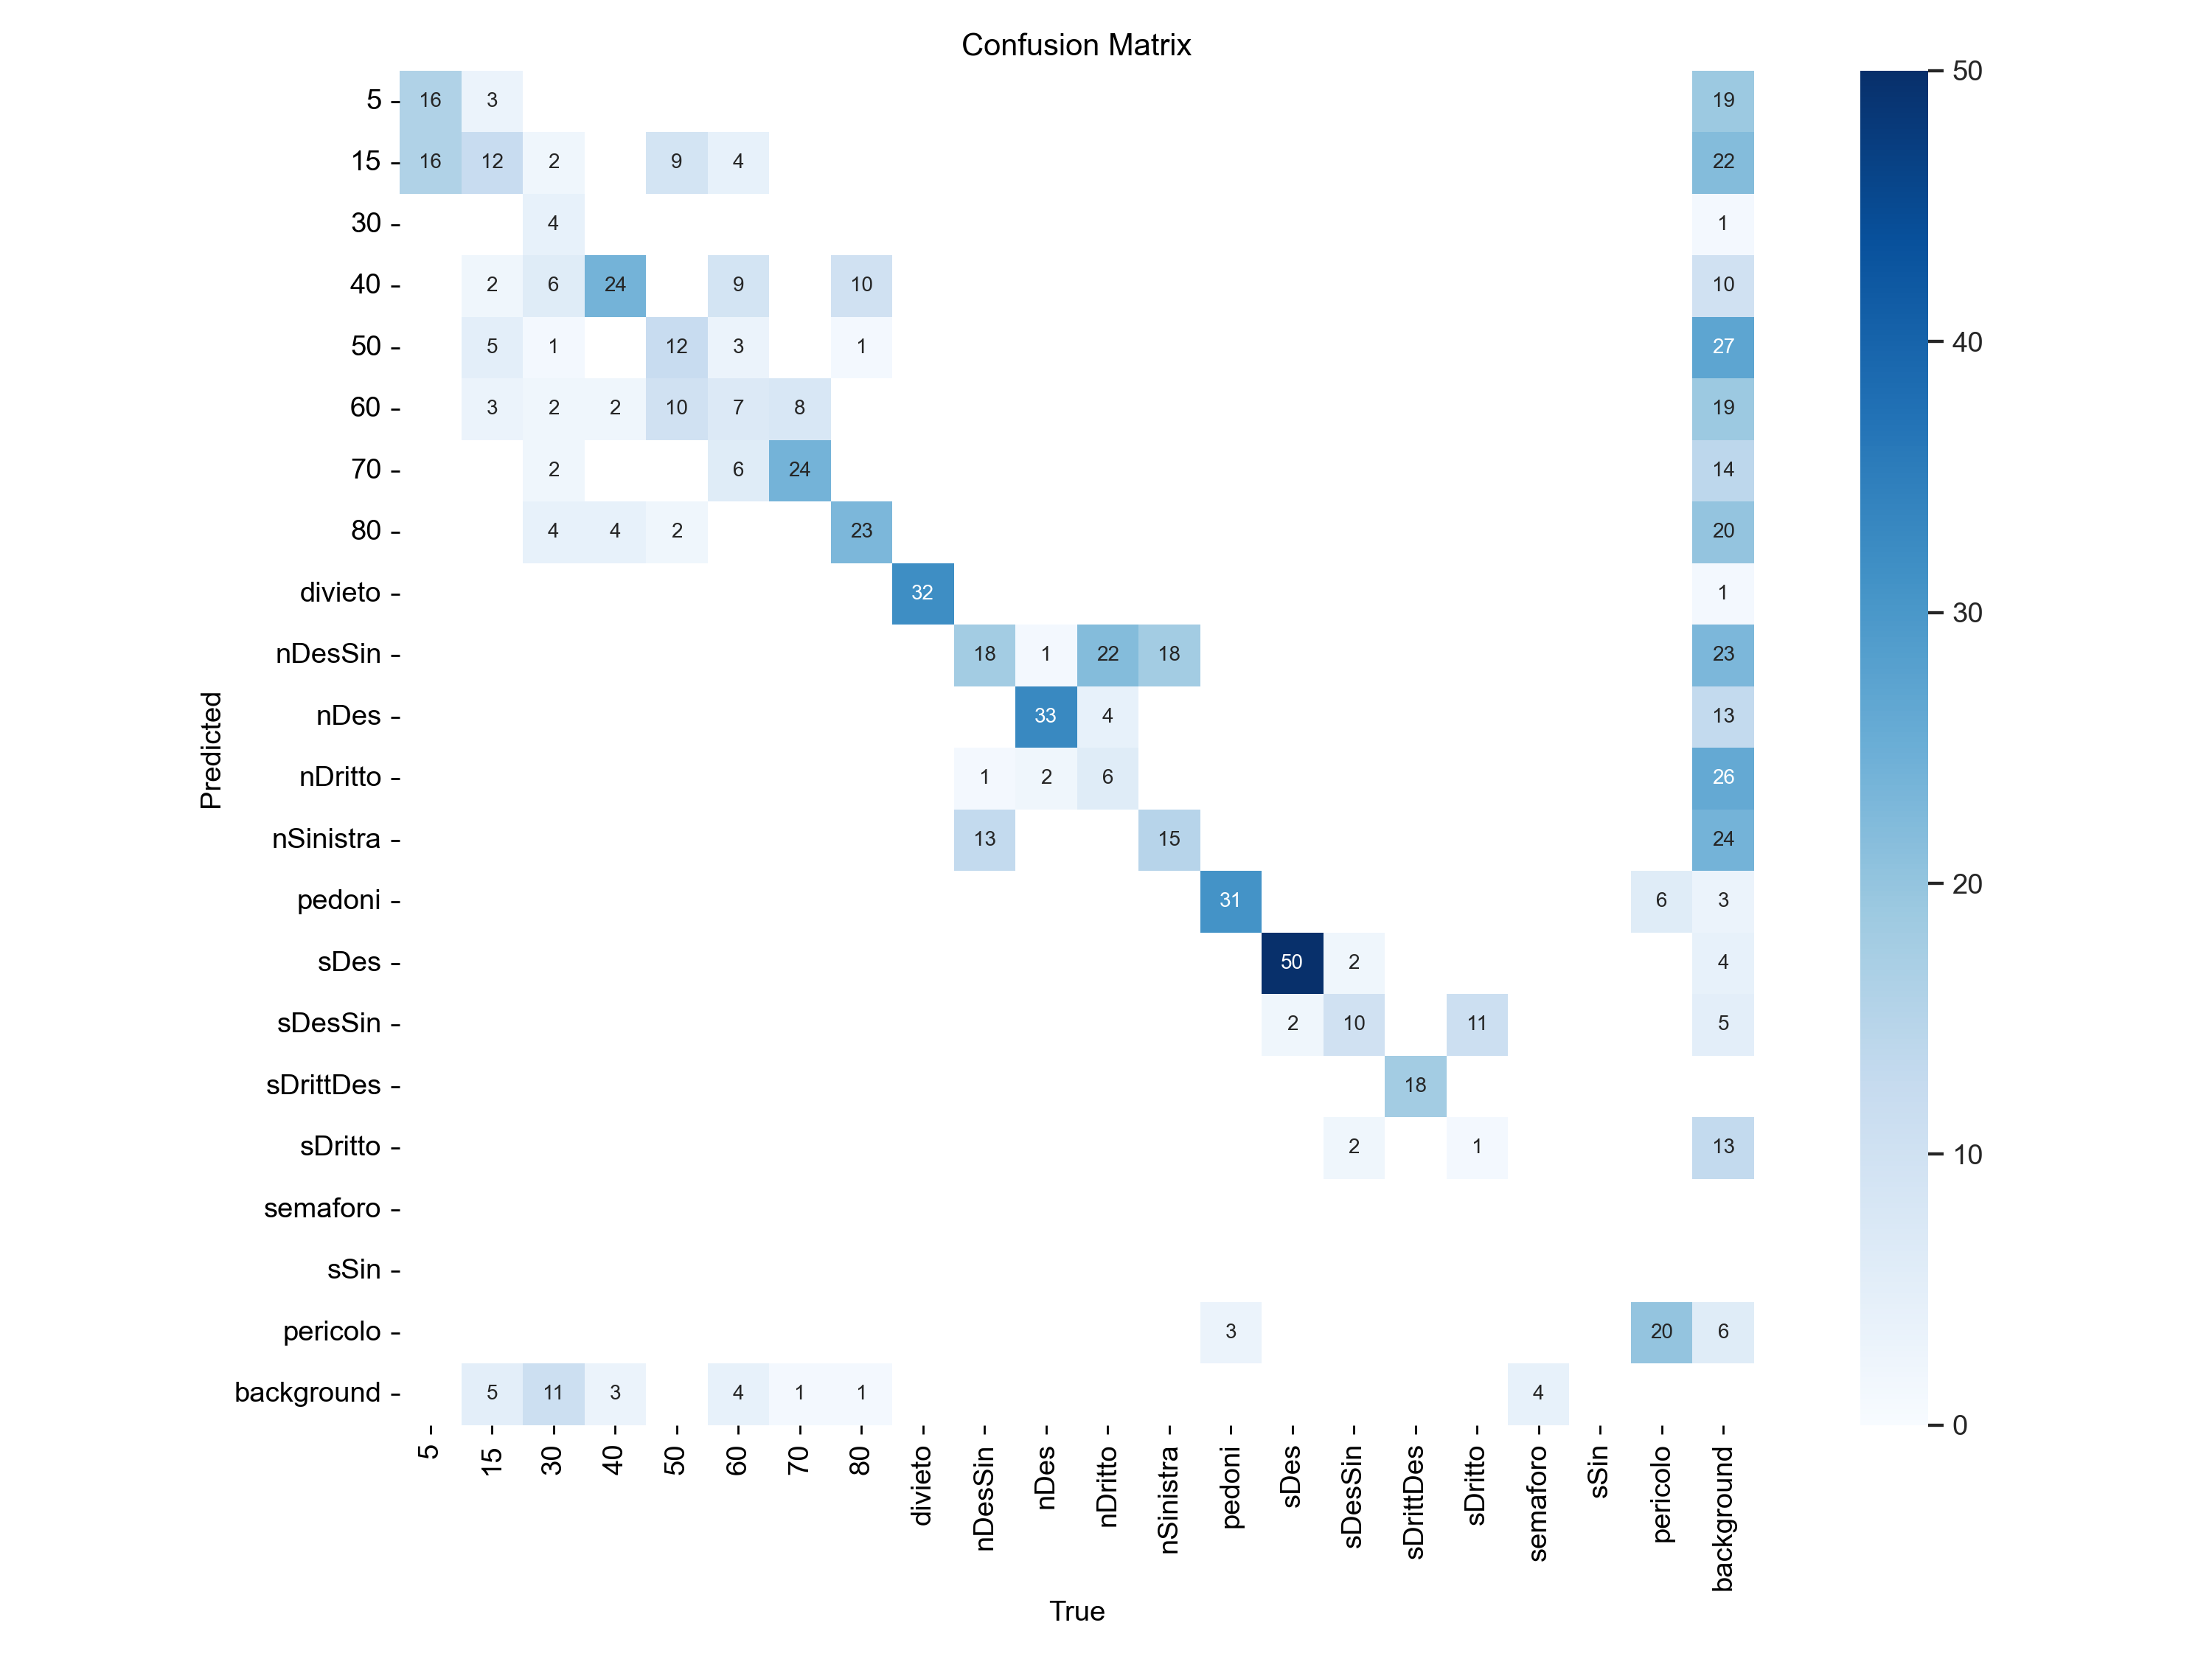 Confusion Matrix
5 16 3 19
15 16 12 2 9 4 22
30 4 1
40 2 6 24 9 10 10
50 5 1 12 3 1 27
60 3 2 2 10 7 8 19
70 2 6 24 14
80 4 4 2 23 20
divieto 32 1
nDesSin 18 1 22 18 23
nDes 33 4 13
nDritto 1 2 6 26
nSinistra 13 15 24
pedoni 31 6 3
sDes 50 2 4
sDesSin 2 10 11 5
sDrittDes 18
sDritto 2 1 13
semaforo
sSin
pericolo 3 20 6
background 5 11 3 4 1 1 4
Predicted
5 15 30 40 50 60 70 80 divieto nDesSin nDes nDritto nSinistra pedoni sDes sDesSin sDrittDes sDritto semaforo sSin pericolo background
True
50
40
30
20
10
0